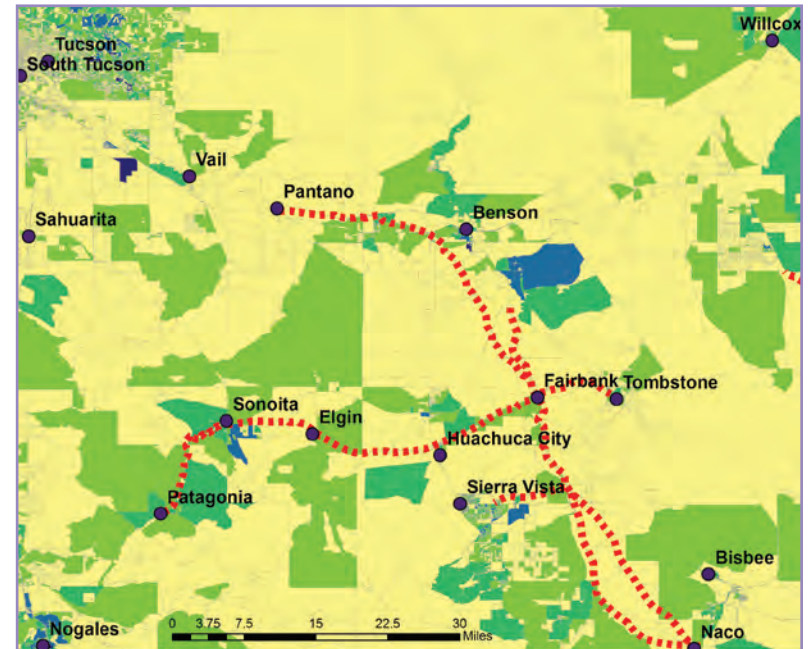 Tucson
South Tucson
Willcox
Vail
Pantano
Benson
Sahuarita
Fairbank
Tombstone
Sonoita
Elgin
Huachuca City
Patagonia
Sierra Vista
Bisbee
Nogales
Naco
0 3.75 7.5 15 22.5 30
Miles